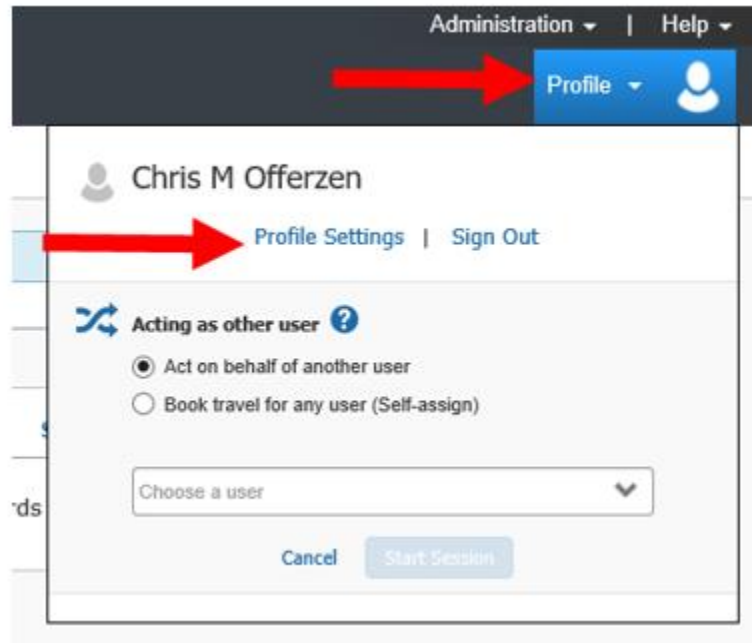 Administration | Help
Profile
Chris M Offerzen
Profile Settings | Sign Out
Acting as other user ?
Act on behalf of another user
Book travel for any user (Self-assign)
rds
Choose a user
Cancel Start Session